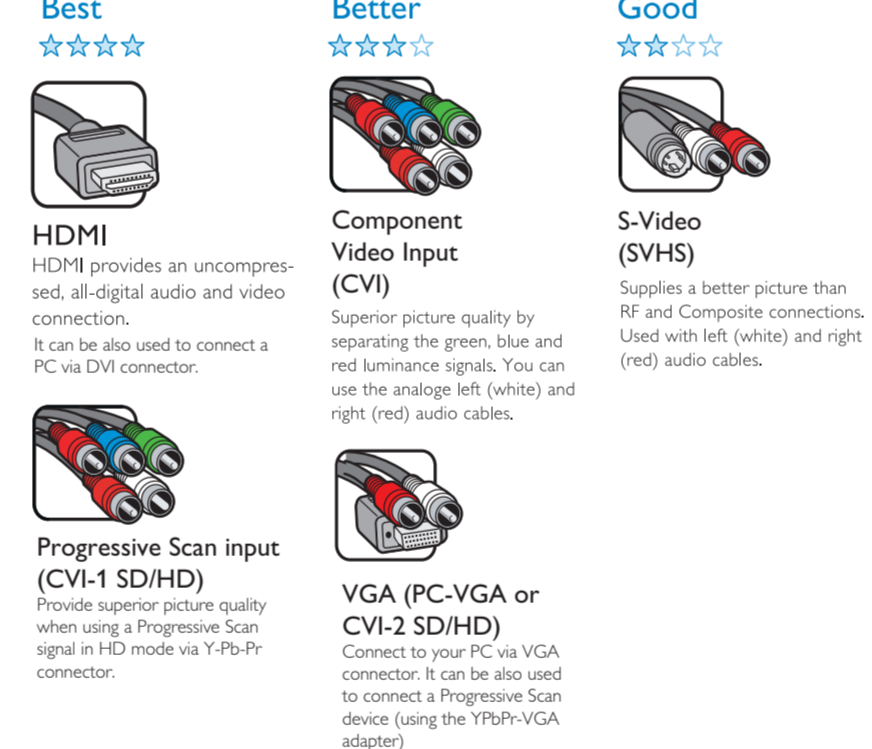 Best
HDMI
HDMI provides an uncompres-
sed, all-digital audio and video
connection.
It can be also used to connect a
PC via DVI connector.
Progressive Scan input
(CVI-1 SD/HD)
Provide superior picture quality
when using a Progressive Scan
signal in HD mode via Y-Pb-Pr
connector.
Better
Component
Video Input
(CVI)
Superior picture quality by
separating the green, blue and
red luminance signals. You can
use the analoge left (white) and
right (red) audio cables.
VGA (PC-VGA or
CVI-2 SD/HD)
Connect to your PC via VGA
connector. It can be also used
to connect a Progressive Scan
device (using the YPbPr-VGA
adapter)
Good
S-Video
(SVHS)
Supplies a better picture than
RF and Composite connections.
Used with left (white) and right
(red) audio cables.